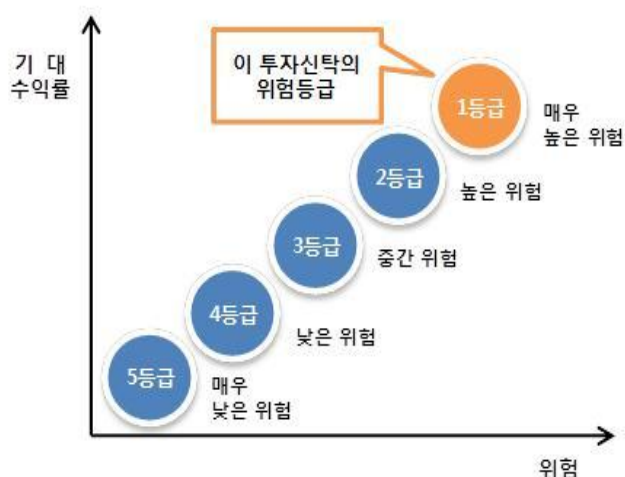 기 대
수익률
이 투자신탁의
위험등급
1등급
매우
높은 위험
2등급
높은 위험
3등급
중간 위험
4등급
낮은 위험
5등급
매우
낮은 위험
위험